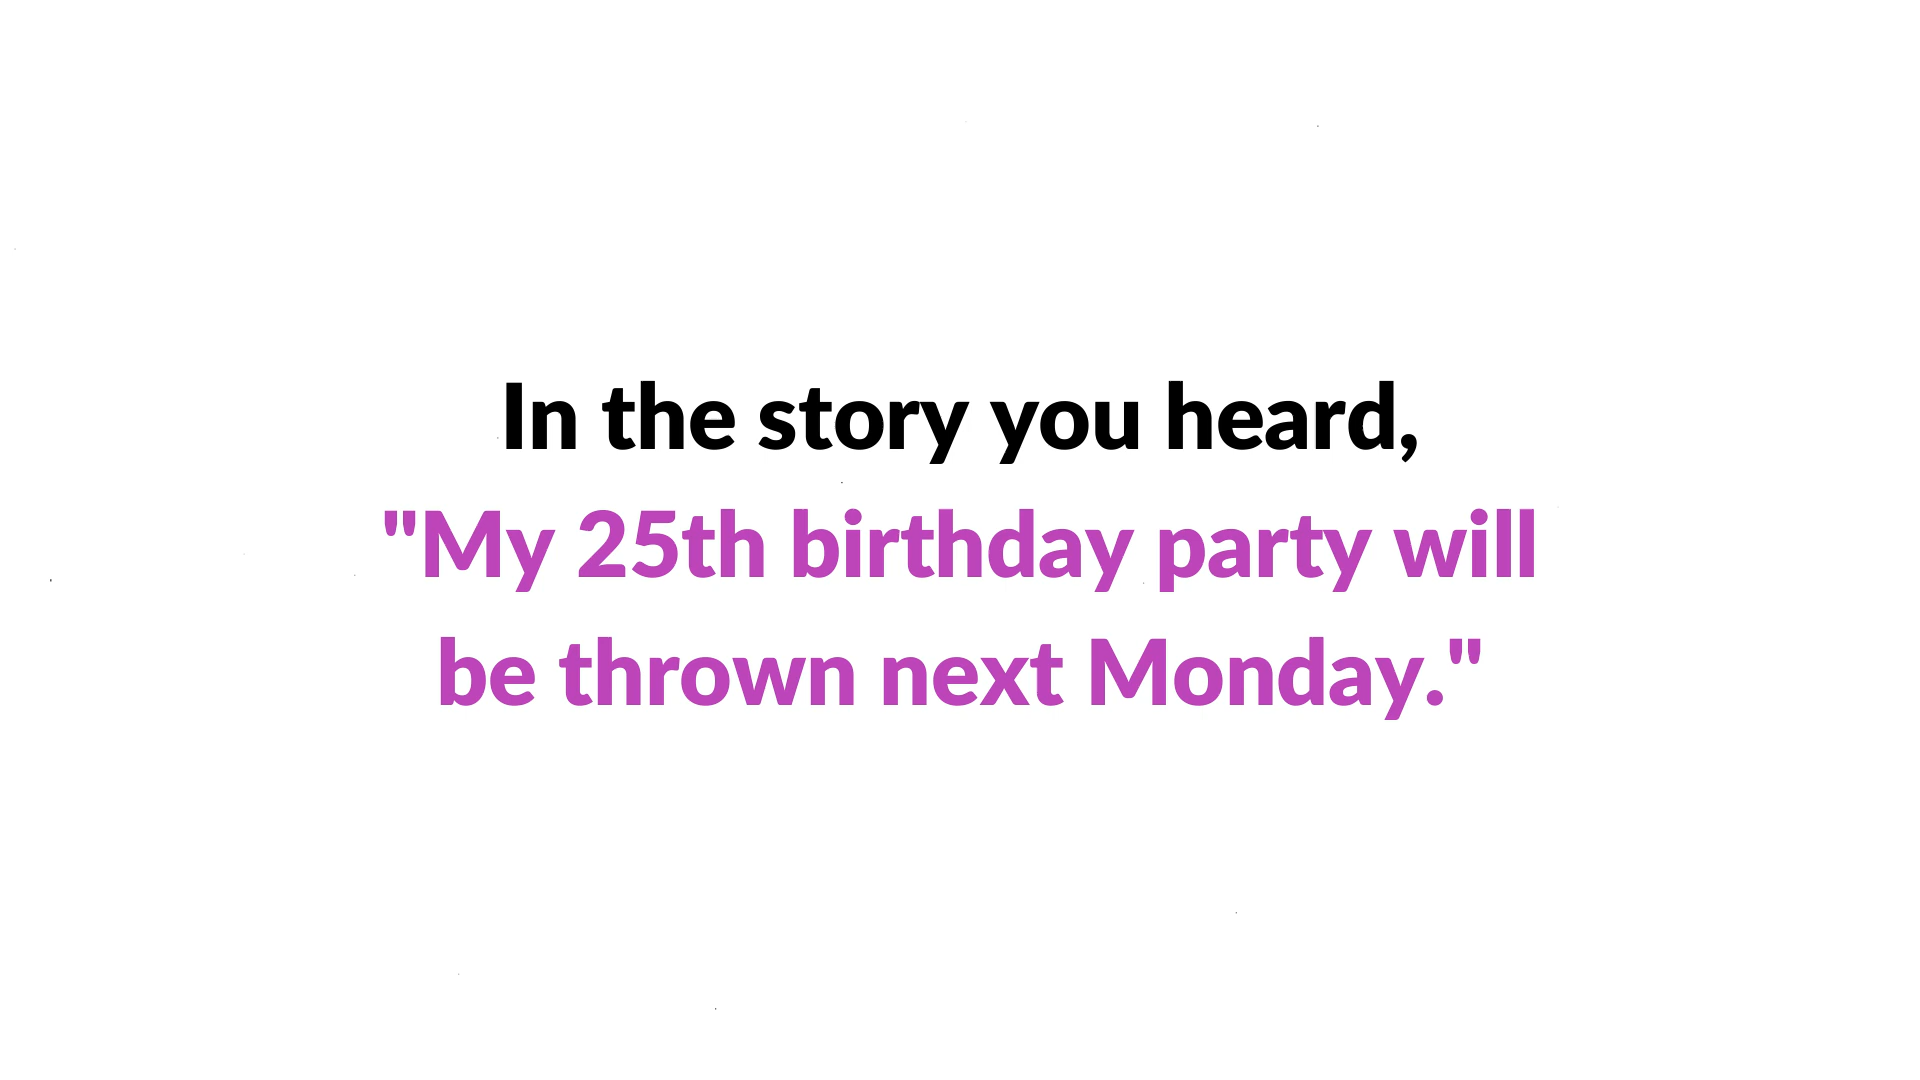 In the story you heard,
"My 25th birthday party will
be thrown next Monday."